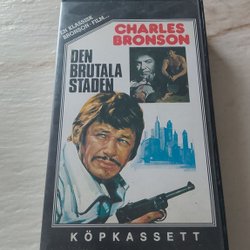 EN KLASSISK
BRONSON-FILM...
CHARLES
BRONSON
DEN
BRUTALA
STADEN
KÖPKASSETT